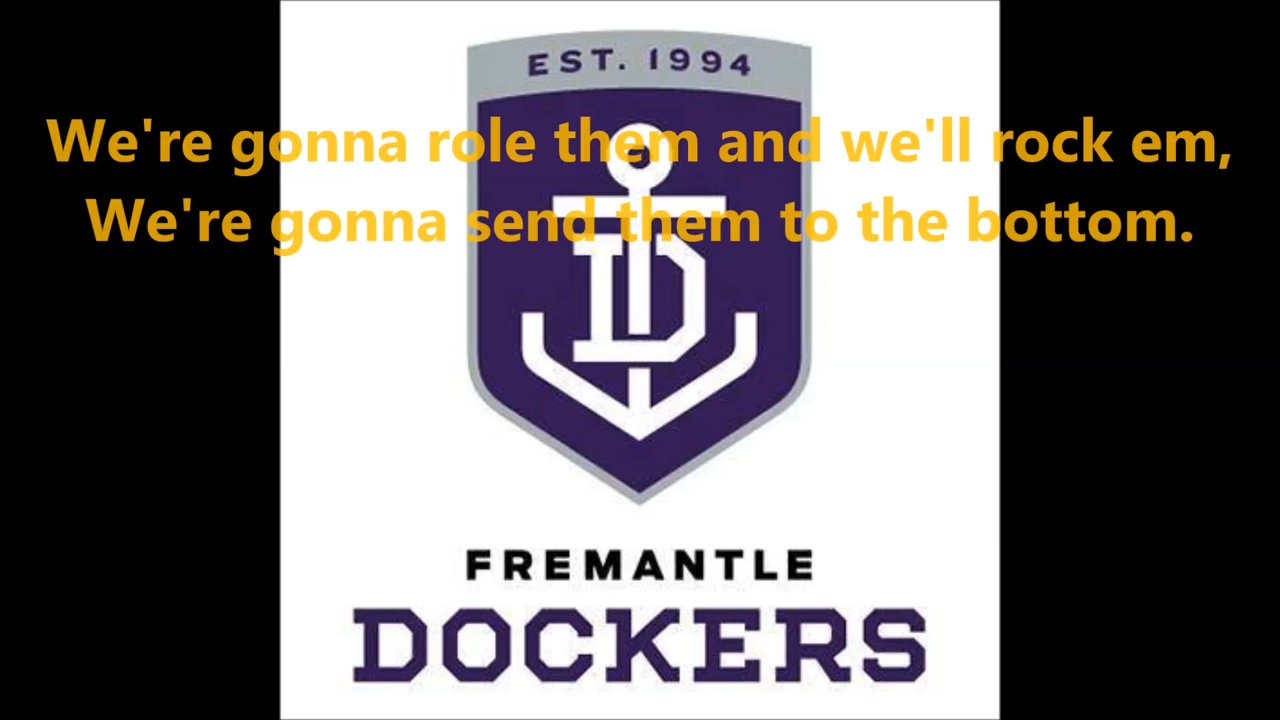 EST. 1994
We're gonna role them and we'll rock em,
We're gonna send them to the bottom.
D
FREMANTLE
DOCKERS